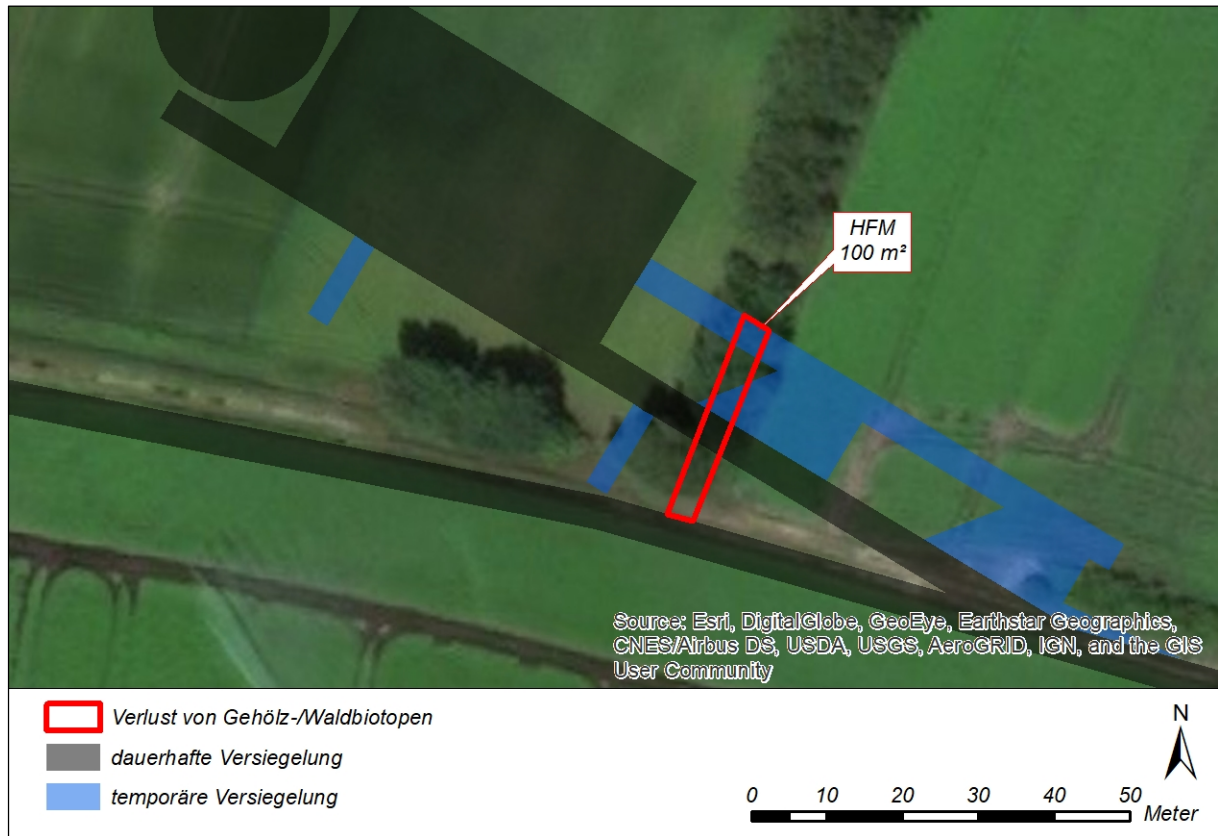 HFM
100 m²
Source: Esri, DigitalGlobe, GeoEye, Earthstar Geographics,
CNES/Airbus DS, USDA, USGS, AeroGRID, IGN, and the GIS
User Community
Verlust von Gehölz-/Waldbiotopen
dauerhafte Versiegelung
temporäre Versiegelung
N
0 10 20 30 40 50
Meter